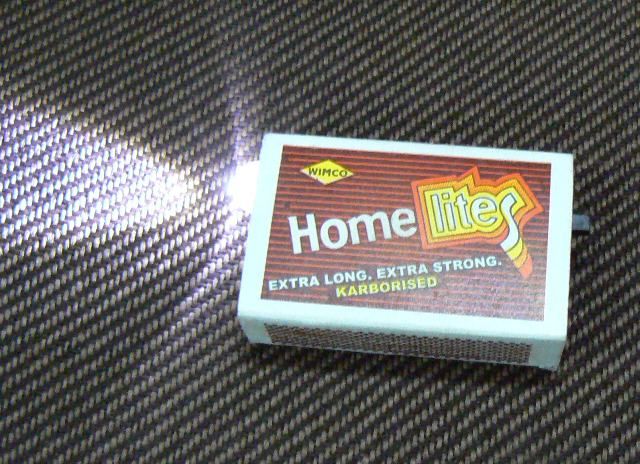 WIMCO
Home lites
EXTRA LONG. EXTRA STRONG.
KARBORISED